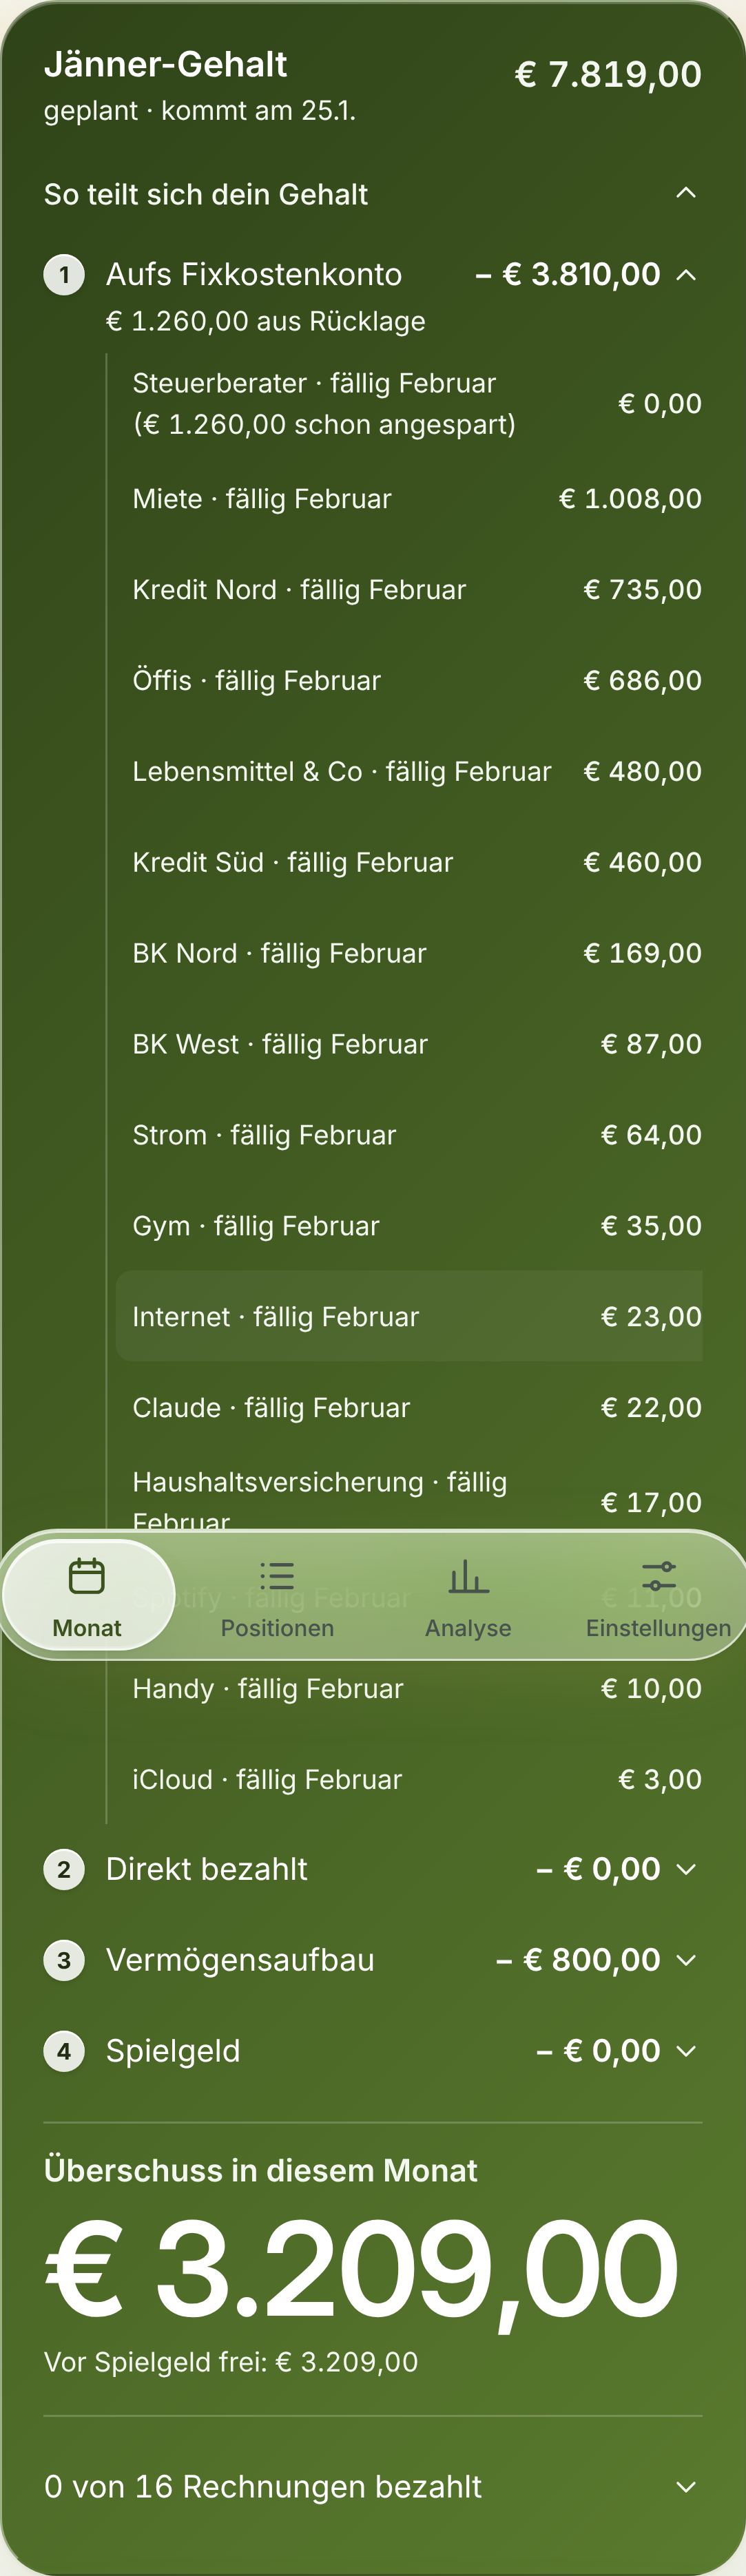 Jänner-Gehalt
€ 7.819,00
geplant · kommt am 25.1.
So teilt sich dein Gehalt
1 Aufs Fixkostenkonto – € 3.810,00
€ 1.260,00 aus Rücklage
Steuerberater · fällig Februar
(€ 1.260,00 schon angespart)
€ 0,00
Miete · fällig Februar € 1.008,00
Kredit Nord · fällig Februar € 735,00
Öffis · fällig Februar € 686,00
Lebensmittel & Co · fällig Februar € 480,00
Kredit Süd · fällig Februar € 460,00
BK Nord · fällig Februar € 169,00
BK West · fällig Februar € 87,00
Strom · fällig Februar € 64,00
Gym · fällig Februar € 35,00
Internet · fällig Februar € 23,00
Claude · fällig Februar € 22,00
Haushaltsversicherung · fällig
Februar
€ 17,00
Spotify · fällig Februar € 11,00
Monat Positionen Analyse Einstellungen
Handy · fällig Februar € 10,00
iCloud · fällig Februar € 3,00
2 Direkt bezahlt – € 0,00
3 Vermögensaufbau – € 800,00
4 Spielgeld – € 0,00
Überschuss in diesem Monat
€ 3.209,00
Vor Spielgeld frei: € 3.209,00
0 von 16 Rechnungen bezahlt